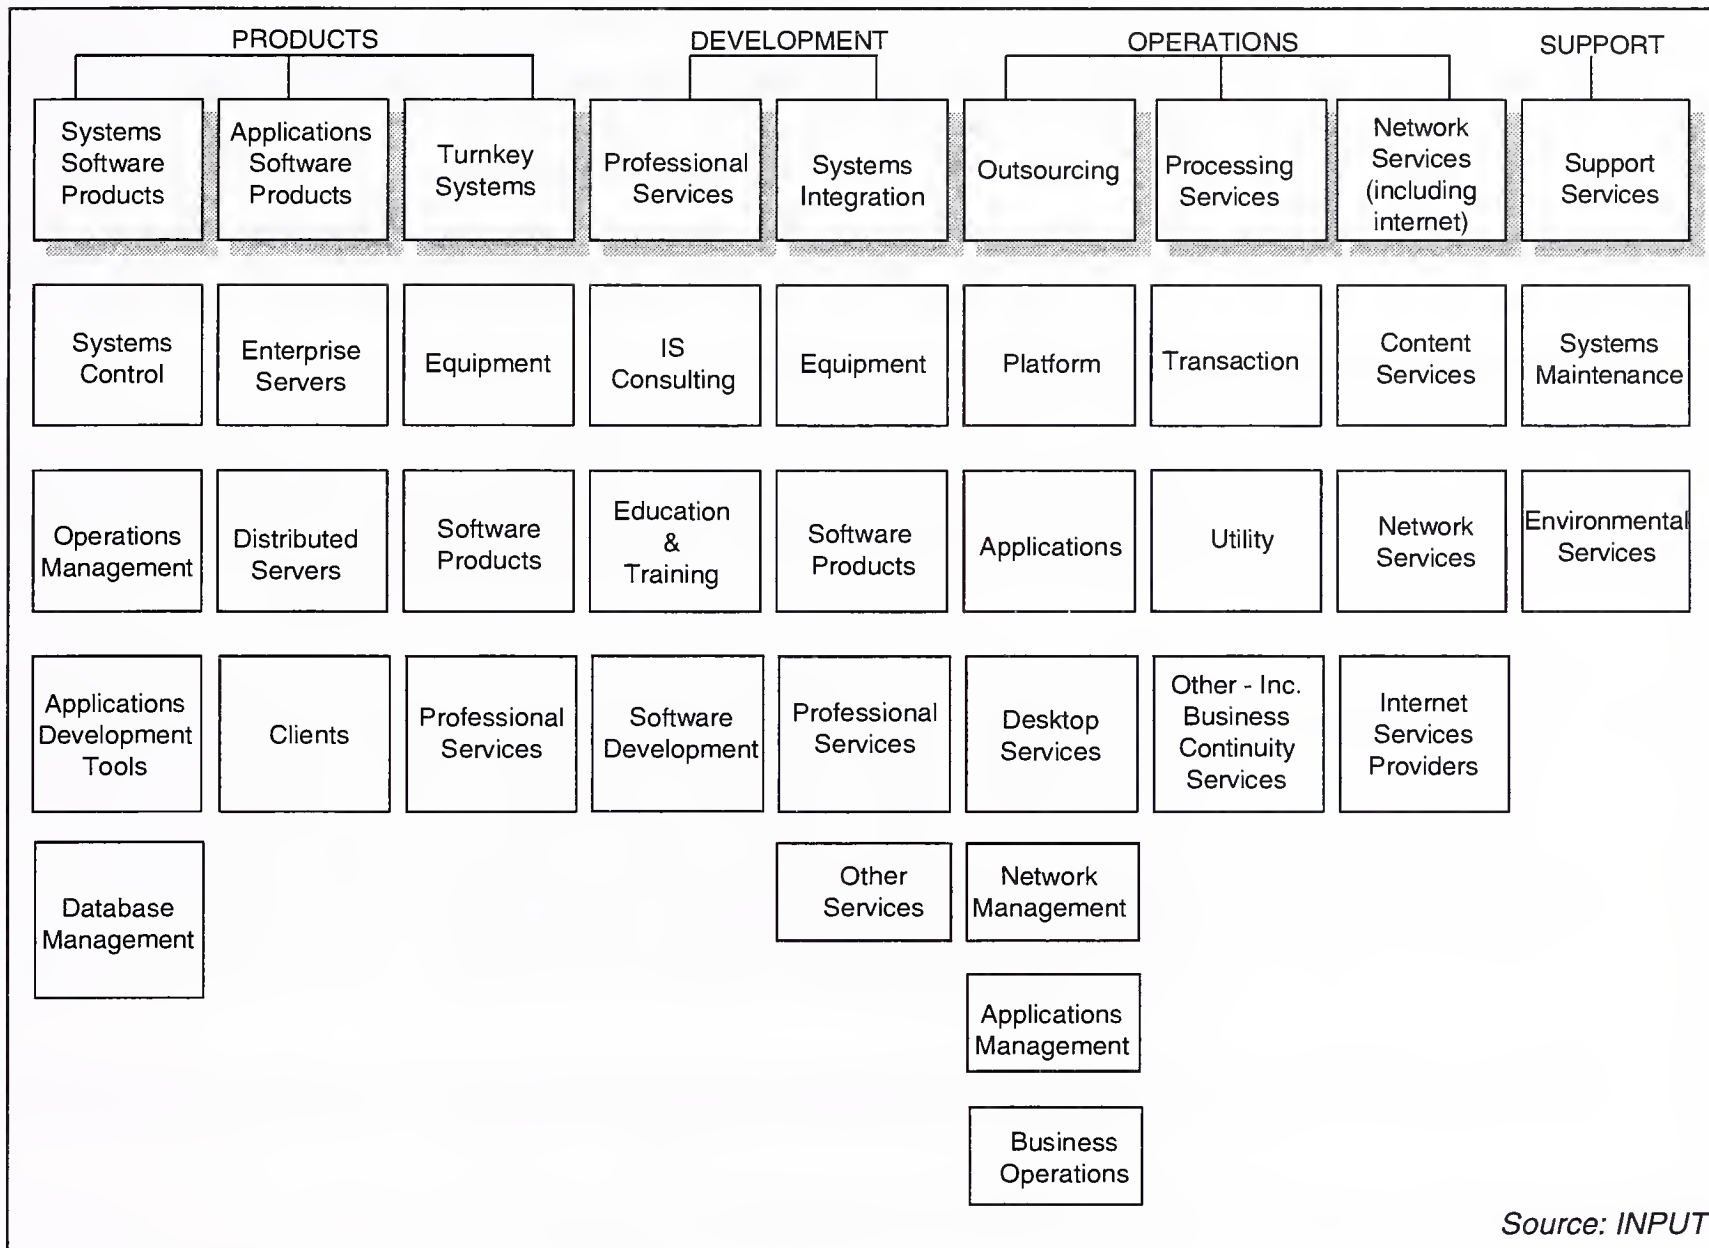 PRODUCTS
DEVELOPMENT
OPERATIONS
SUPPORT
Systems
Software
Products
Applications
Software
Products
Turnkey
Systems
Professional
Services
Systems
Integration
Outsourcing
Processing
Services
Network
Services
(including
internet)
Support
Services
Systems
Control
Enterprise
Servers
Equipment
IS
Consulting
Equipment
Platform
Transaction
Content
Services
Systems
Maintenance
Operations
Management
Distributed
Servers
Software
Products
Education
&
Training
Software
Products
Applications
Utility
Network
Services
Environmental
Services
Applications
Development
Tools
Clients
Professional
Services
Software
Development
Professional
Services
Desktop
Services
Other - Inc.
Business
Continuity
Services
Internet
Services
Providers
Database
Management
Other
Services
Network
Management
Applications
Management
Business
Operations
Source: INPUT